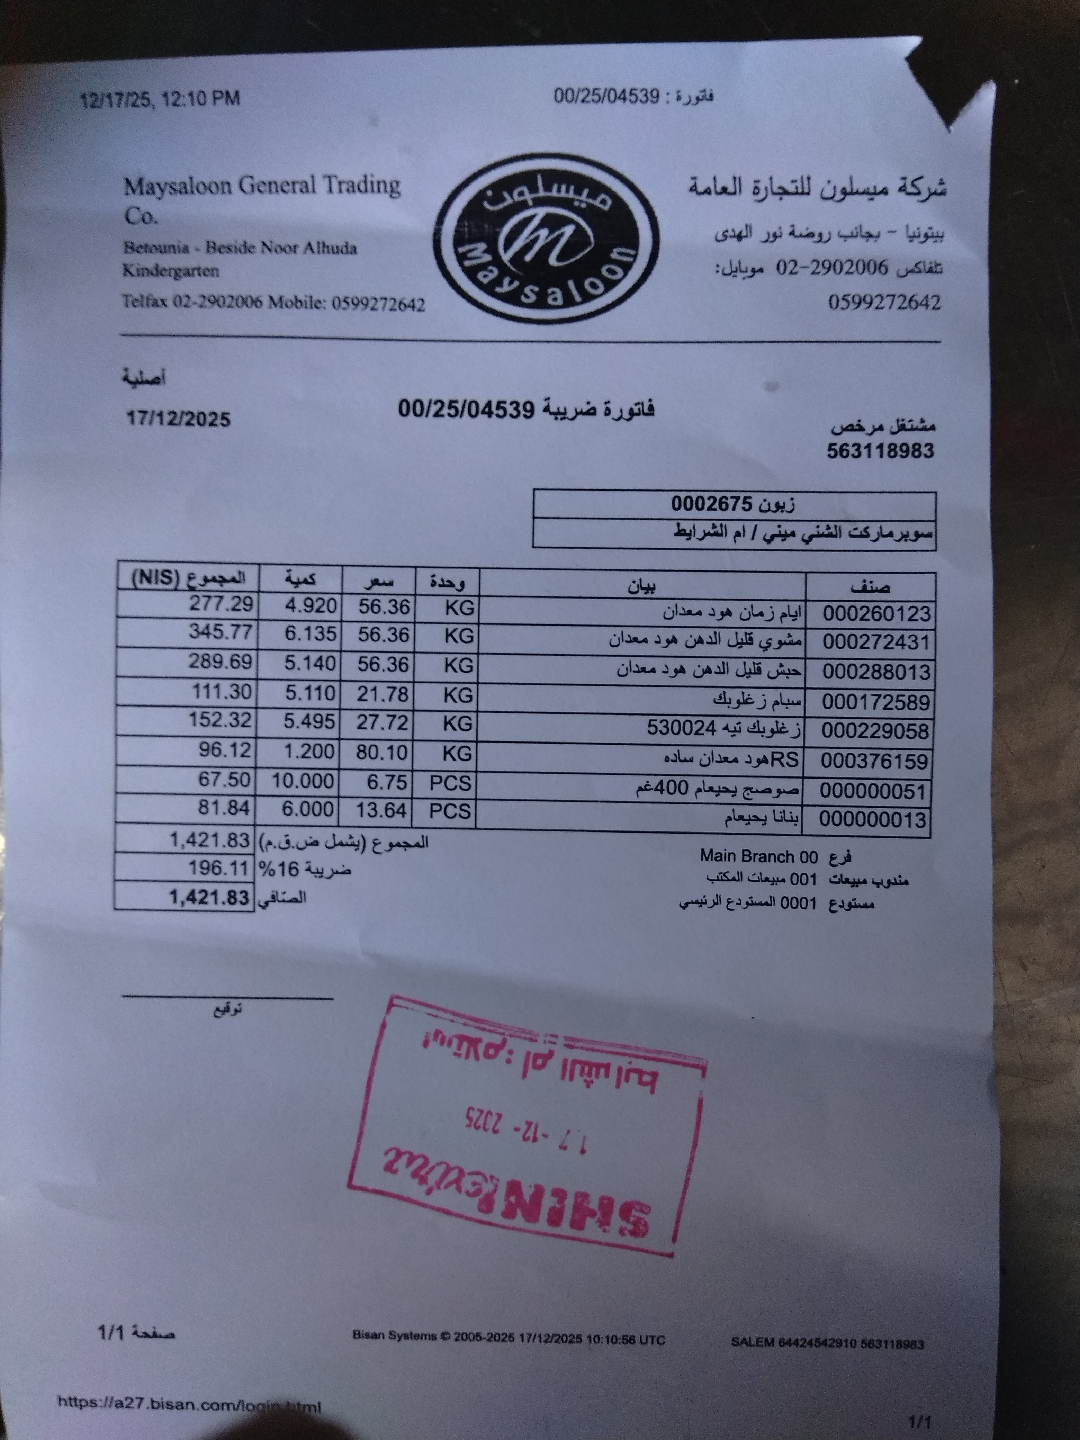 12/17/25, 12:10 PM
فاتورة : 00/25/04539
Maysaloon General Trading
Co.
Betounia - Beside Noor Alhuda
Kindergarten
Telfax 02-2902006 Mobile: 0599272642
ميسلون
Maysaloon
شركة ميسلون للتجارة العامة
بيتونيا - بجانب روضة نور الهدى
تلفاكس 02-2902006 موبايل:
0599272642
أصلية
17/12/2025
فاتورة ضريبة 00/25/04539
مشتغل مرخص
563118983
زبون 0002675
سوبرماركت الشني ميني / ام الشرايط
صنف بيان وحدة سعر كمية المجموع (NIS)
000260123 ايام زمان هود معدان KG 56.36 4.920 277.29
000272431 مشوي قليل الدهن هود معدان KG 56.36 6.135 345.77
000288013 حبش قليل الدهن هود معدان KG 56.36 5.140 289.69
000172589 سبام زغلوبك KG 21.78 5.110 111.30
000229058 زغلوبك تيه 530024 KG 27.72 5.495 152.32
000376159 RSهود معدان ساده KG 80.10 1.200 96.12
000000051 صوصج يحيعام 400غم PCS 6.75 10.000 67.50
000000013 بنانا يحيعام PCS 13.64 6.000 81.84
المجموع (يشمل ض.ق.م) 1,421.83
ضريبة 16% 196.11
الصّافي 1,421.83
فرع Main Branch 00
مندوب مبيعات 001 مبيعات المكتب
مستودع 0001 المستودع الرئيسي
توقيع
SHINI extra
17-12-2025
استلام: ام الشرايط
صفحة 1/1
Bisan Systems © 2005-2025 17/12/2025 10:10:56 UTC
SALEM 64424542910 563118983
https://a27.bisan.com/login.html
1/1